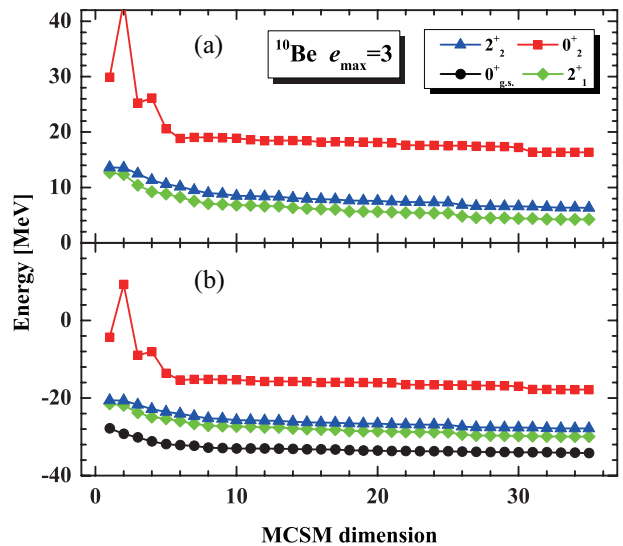 (a)
¹⁰Be e_max=3
2⁺₂ 0⁺₂
0⁺g.s. 2⁺₁
40
30
20
10
0
Energy [MeV]
(b)
0
-20
-40
0 10 20 30
MCSM dimension